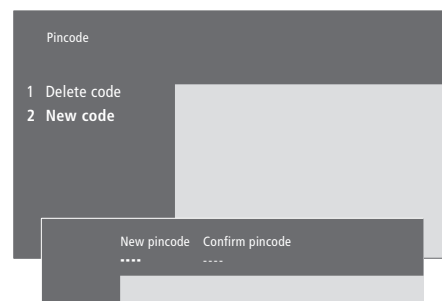 Pincode
1 Delete code
2 New code
New pincode Confirm pincode
---- ----